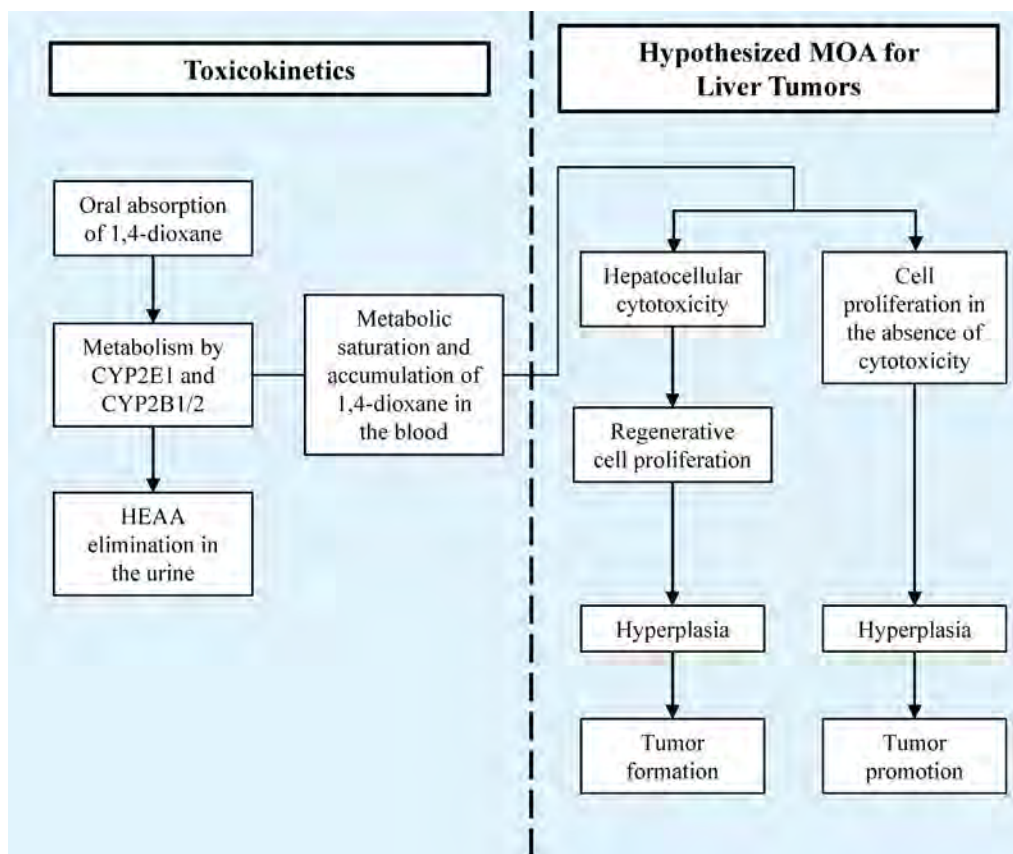 Toxicokinetics
Hypothesized MOA for
Liver Tumors
Oral absorption
of 1,4-dioxane
Metabolism by
CYP2E1 and
CYP2B1/2
HEAA
elimination in
the urine
Metabolic
saturation and
accumulation of
1,4-dioxane in
the blood
Hepatocellular
cytotoxicity
Regenerative
cell proliferation
Hyperplasia
Tumor
formation
Cell
proliferation in
the absence of
cytotoxicity
Hyperplasia
Tumor
promotion